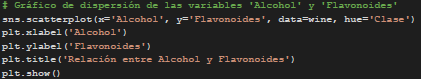 # Gráfico de dispersión de las variables 'Alcohol' y 'Flavonoides'
sns.scatterplot(x='Alcohol', y='Flavonoides', data=wine, hue='Clase')
plt.xlabel('Alcohol')
plt.ylabel('Flavonoides')
plt.title('Relación entre Alcohol y Flavonoides')
plt.show()